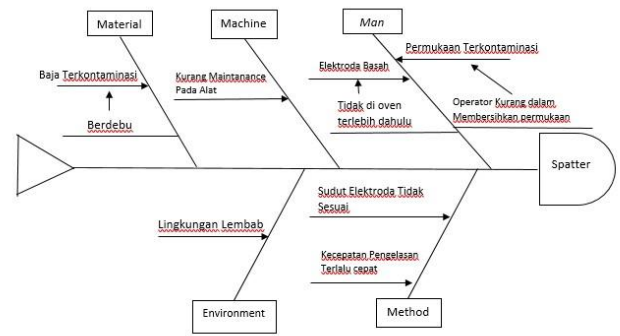 Material
Machine
Man
Baja Terkontaminasi
Berdebu
Kurang Maintanance
Pada Alat
Elektroda Basah
Tidak di oven
terlebih dahulu
Permukaan Terkontaminasi
Operator Kurang dalam
Membersihkan permukaan
Spatter
Lingkungan Lembab
Sudut Elektroda Tidak
Sesuai
Kecepatan Pengelasan
Terlalu cepat
Environment
Method